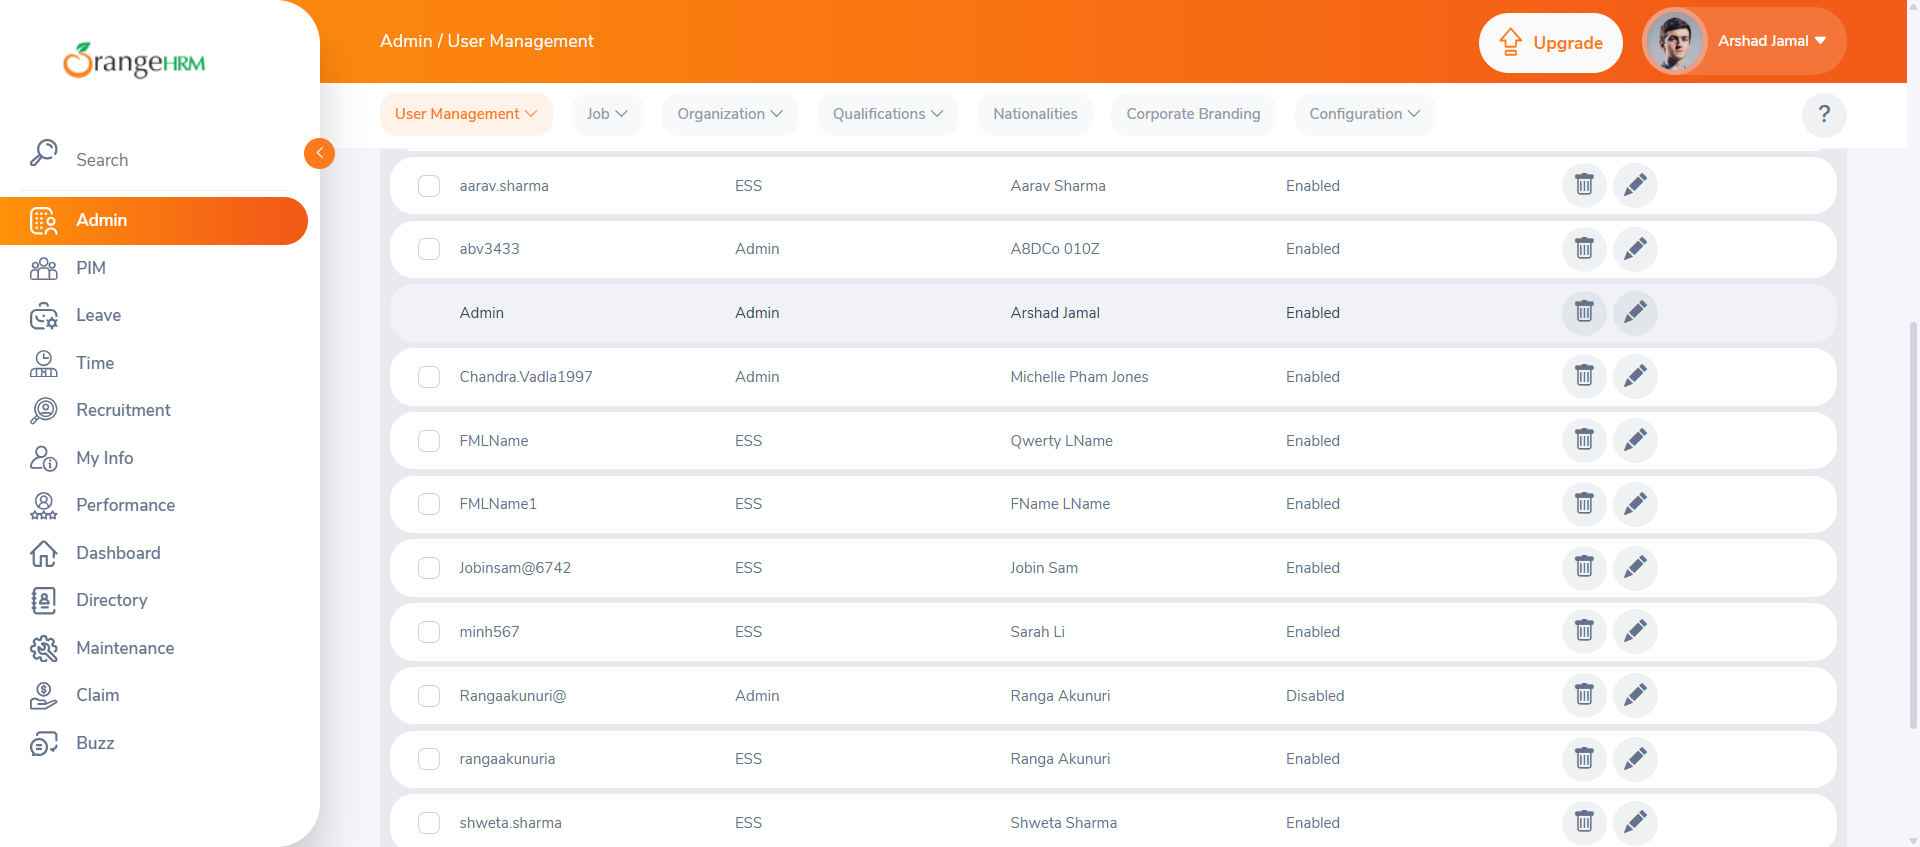 OrangeHRM
Admin / User Management
Upgrade
Arshad Jamal
User Management
Job
Organization
Qualifications
Nationalities
Corporate Branding
Configuration
?
Search
Admin
PIM
Leave
Time
Recruitment
My Info
Performance
Dashboard
Directory
Maintenance
Claim
Buzz
aarav.sharma ESS Aarav Sharma Enabled
abv3433 Admin A8DCo 010Z Enabled
Admin Admin Arshad Jamal Enabled
Chandra.Vadla1997 Admin Michelle Pham Jones Enabled
FMLName ESS Qwerty LName Enabled
FMLName1 ESS FName LName Enabled
Jobinsam@6742 ESS Jobin Sam Enabled
minh567 ESS Sarah Li Enabled
Rangaakunuri@ Admin Ranga Akunuri Disabled
rangaakunuria ESS Ranga Akunuri Enabled
shweta.sharma ESS Shweta Sharma Enabled